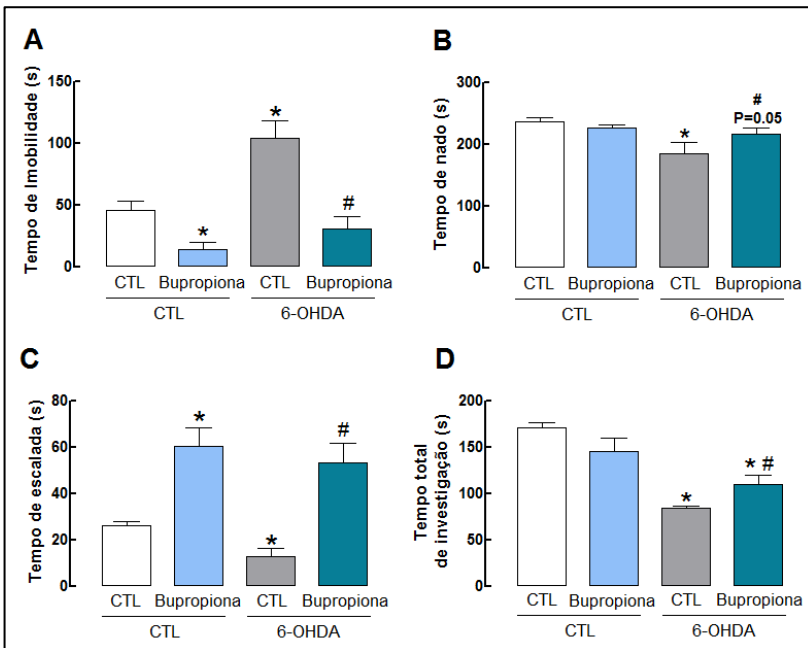 A
Tempo de Imobilidade (s)
150
100
50
0
*
*
#
CTL Bupropiona CTL Bupropiona
CTL 6-OHDA
B
Tempo de nado (s)
300
200
100
0
*
#
P=0.05
CTL Bupropiona CTL Bupropiona
CTL 6-OHDA
C
Tempo de escalada (s)
80
60
40
20
0
*
*
#
CTL Bupropiona CTL Bupropiona
CTL 6-OHDA
D
Tempo total
de investigação (s)
200
150
100
50
0
*
* #
CTL Bupropiona CTL Bupropiona
CTL 6-OHDA